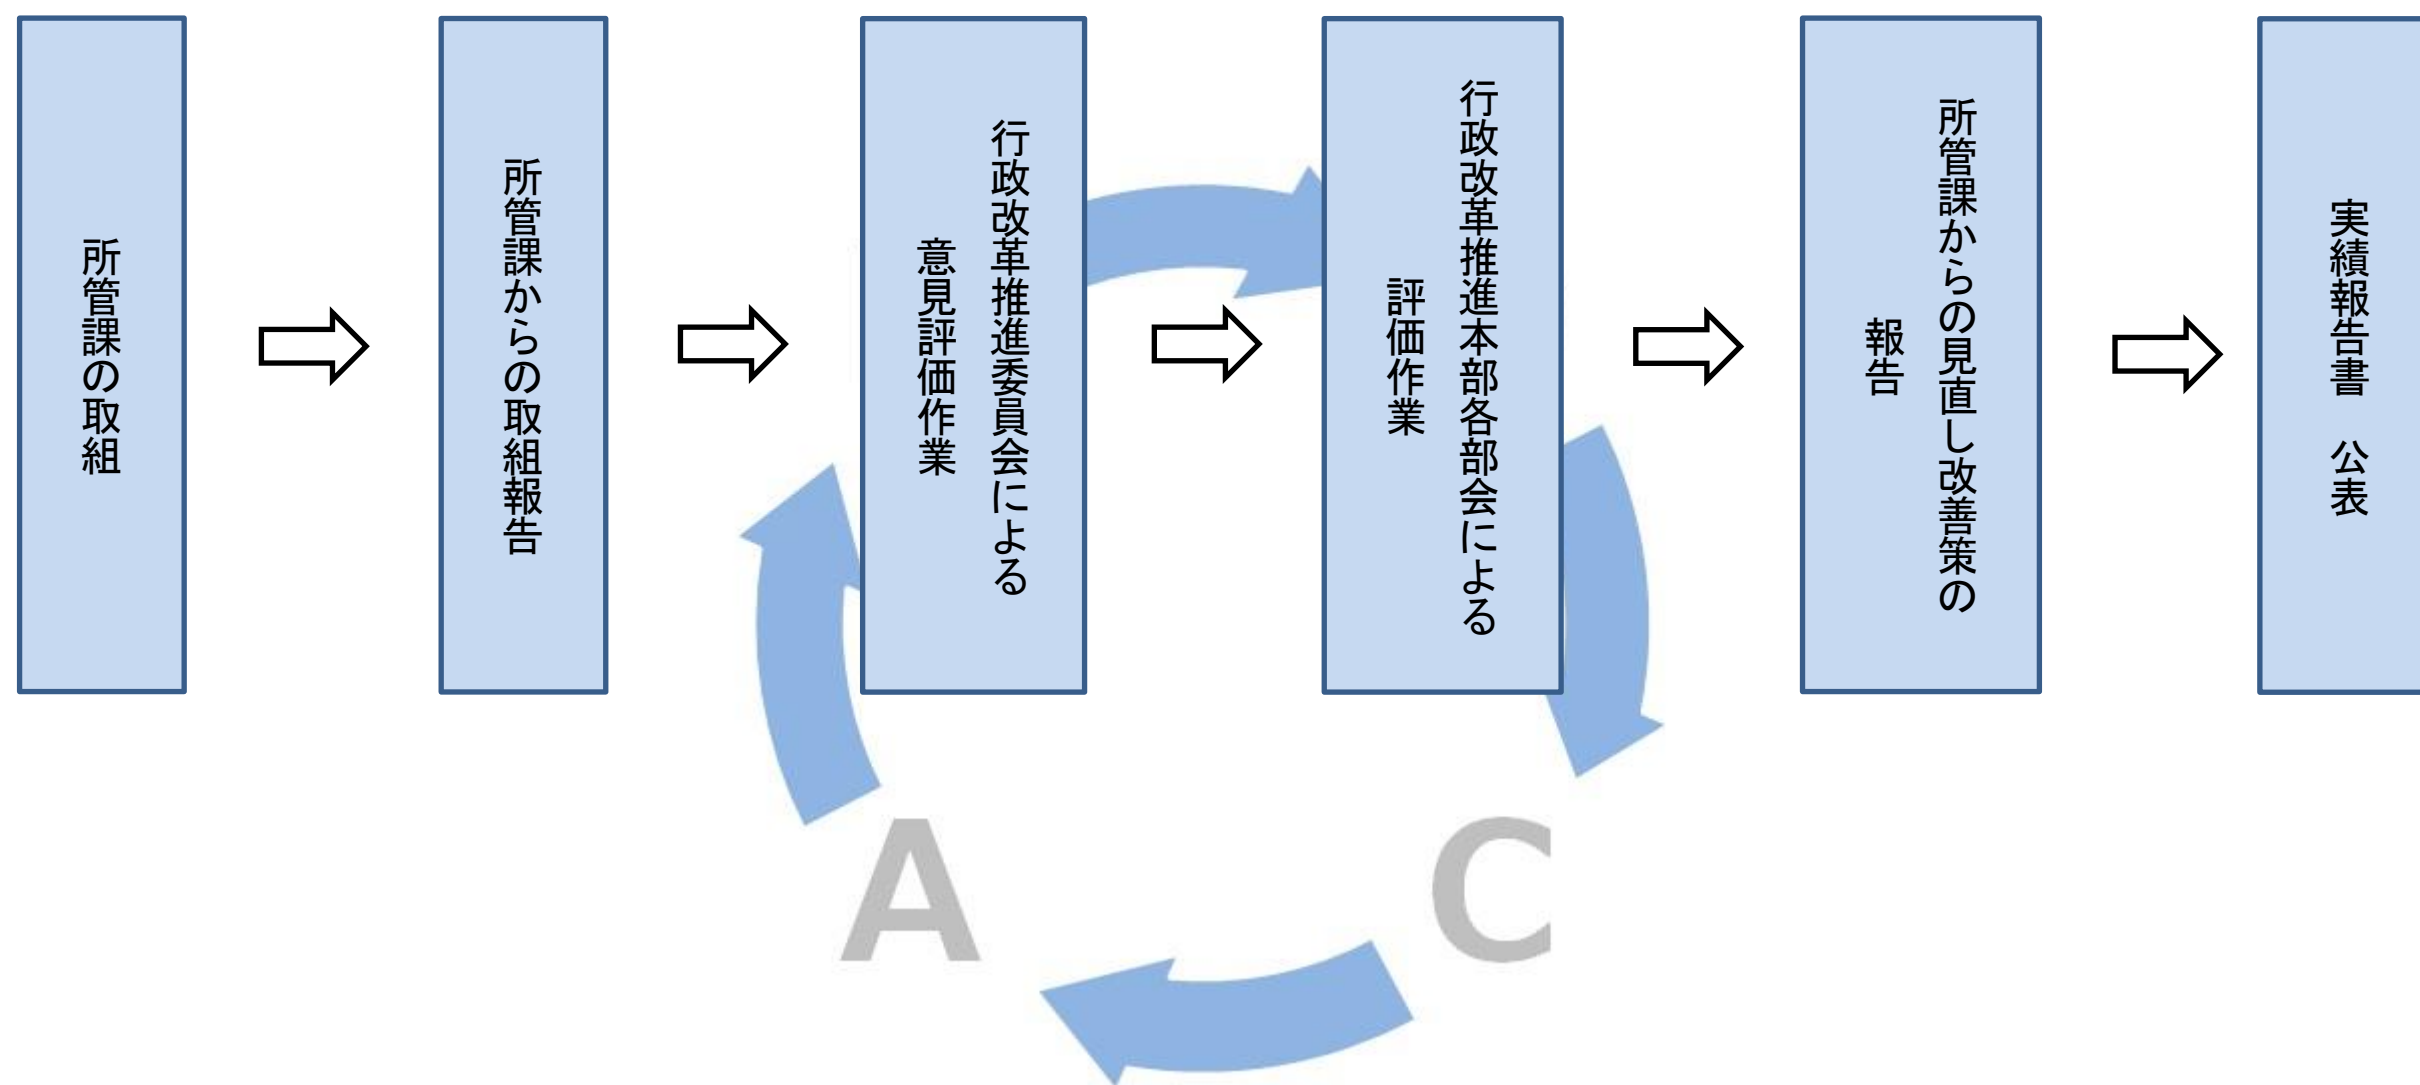 所管課の取組
所管課からの取組報告
行政改革推進委員会による
意見評価作業
行政改革推進本部各部会による
評価作業
所管課からの見直し改善策の
報告
実績報告書　公表
A
C